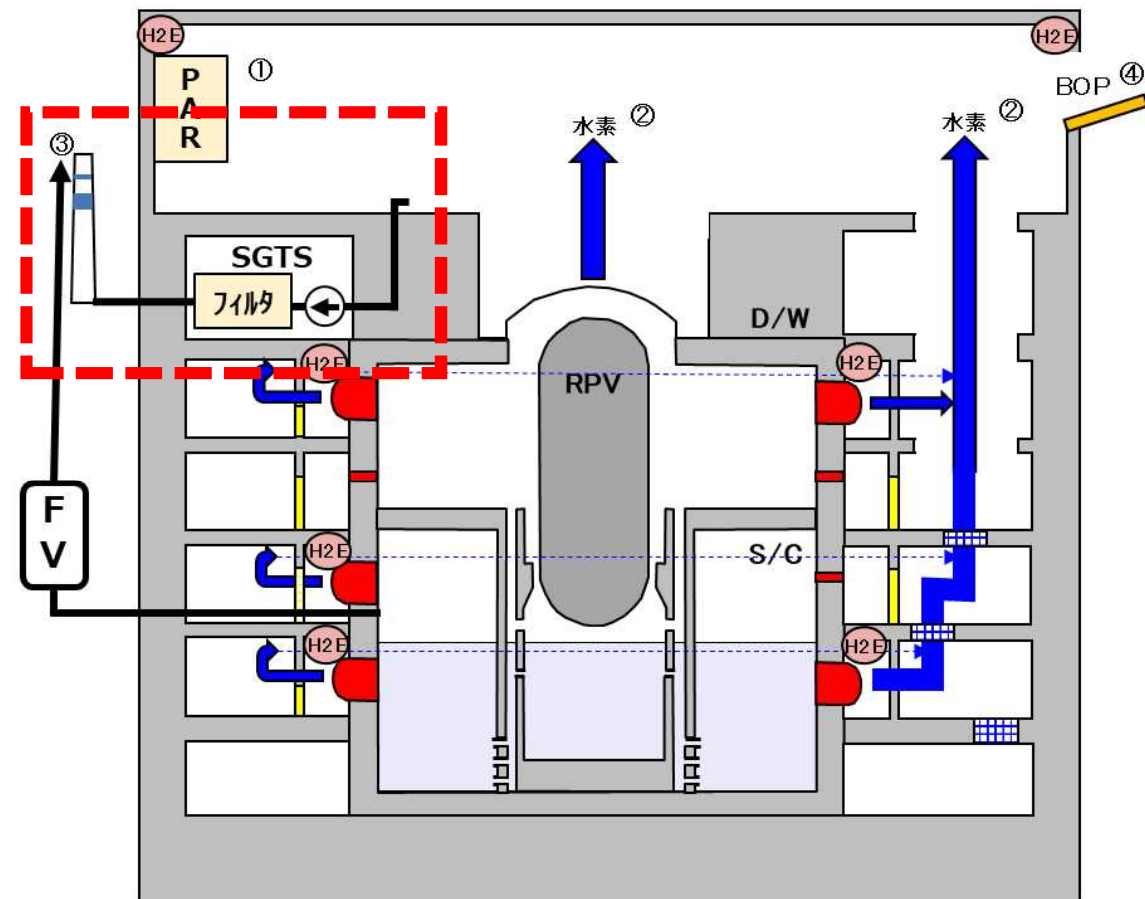 H2E
H2E
P
A
R
①
BOP ④
水素 ②
水素 ②
③
SGTS
フィルタ
D/W
H2E
H2E
RPV
F
V
H2E
S/C
H2E
H2E